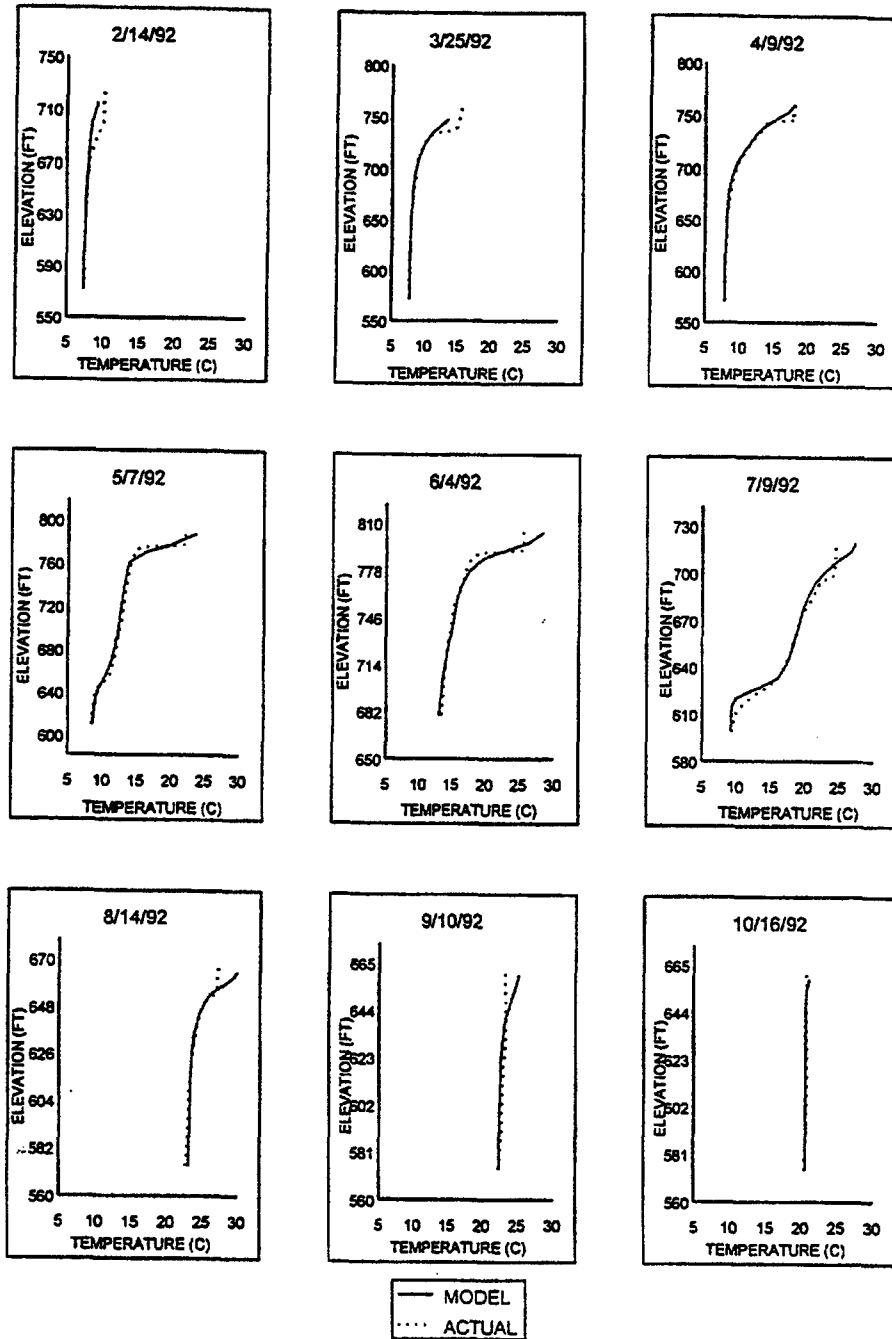 2/14/92
750
710
670
630
590
550
ELEVATION (FT)
5 10 15 20 25 30
TEMPERATURE (C)
3/25/92
800
750
700
650
600
550
ELEVATION (FT)
5 10 15 20 25 30
TEMPERATURE (C)
4/9/92
800
750
700
650
600
550
ELEVATION (FT)
5 10 15 20 25 30
TEMPERATURE (C)
5/7/92
800
760
720
680
640
600
ELEVATION (FT)
5 10 15 20 25 30
TEMPERATURE (C)
6/4/92
810
778
746
714
682
650
ELEVATION (FT)
5 10 15 20 25 30
TEMPERATURE (C)
7/9/92
730
700
670
640
610
580
ELEVATION (FT)
5 10 15 20 25 30
TEMPERATURE (C)
8/14/92
670
648
626
604
582
560
ELEVATION (FT)
5 10 15 20 25 30
TEMPERATURE (C)
9/10/92
665
644
623
602
581
560
ELEVATION (FT)
5 10 15 20 25 30
TEMPERATURE (C)
10/16/92
665
644
623
602
581
560
ELEVATION (FT)
5 10 15 20 25 30
TEMPERATURE (C)
MODEL
ACTUAL